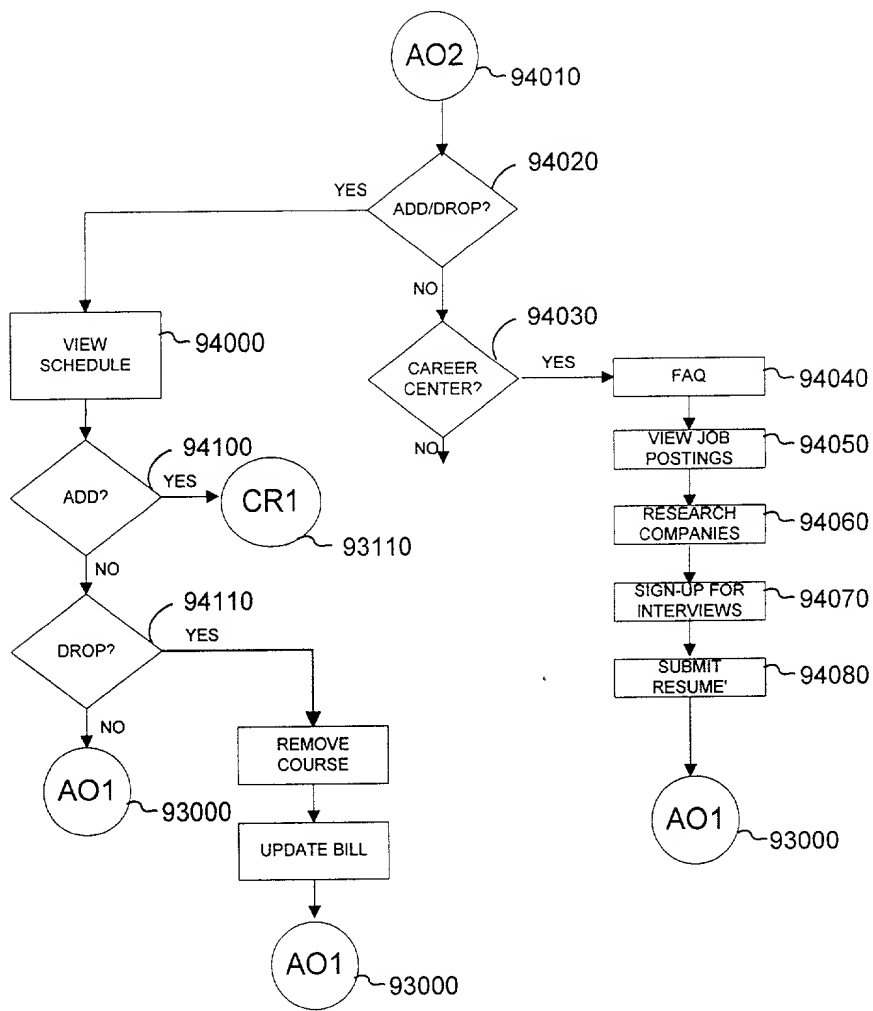 AO2
94010
94020
YES
ADD/DROP?
NO
94030
VIEW
SCHEDULE
94000
CAREER
CENTER?
YES
FAQ
94040
NO
VIEW JOB
POSTINGS
94050
94100
ADD?
YES
CR1
93110
RESEARCH
COMPANIES
94060
NO
SIGN-UP FOR
INTERVIEWS
94070
94110
DROP?
YES
SUBMIT
RESUME'
94080
NO
AO1
93000
REMOVE
COURSE
AO1
93000
UPDATE BILL
AO1
93000